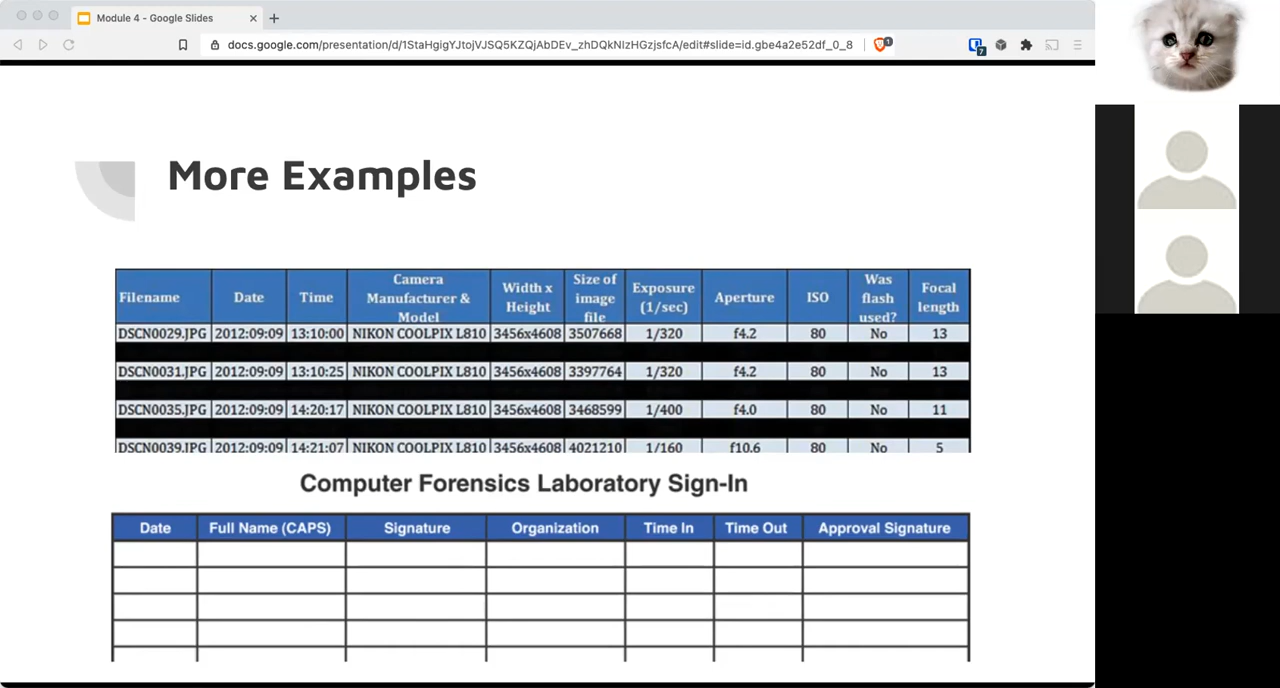 Module 4 - Google Slides
docs.google.com/presentation/d/1StaHgigYJtojVJSQ5KZQjAbDEv_zhDQkNIzHGzjsfcA/edit#slide=id.gbe4a2e52df_0_8
1
7
More Examples
Filename Date Time Camera Manufacturer & Model Width x Height Size of image file Exposure (1/sec) Aperture ISO Was flash used? Focal length
DSCN0029.JPG 2012:09:09 13:10:00 NIKON COOLPIX L810 3456x4608 3507668 1/320 f4.2 80 No 13
DSCN0031.JPG 2012:09:09 13:10:25 NIKON COOLPIX L810 3456x4608 3397764 1/320 f4.2 80 No 13
DSCN0035.JPG 2012:09:09 14:20:17 NIKON COOLPIX L810 3456x4608 3468599 1/400 f4.0 80 No 11
DSCN0039.JPG 2012:09:09 14:21:07 NIKON COOLPIX L810 3456x4608 4021210 1/160 f10.6 80 No 5
Computer Forensics Laboratory Sign-In
Date Full Name (CAPS) Signature Organization Time In Time Out Approval Signature